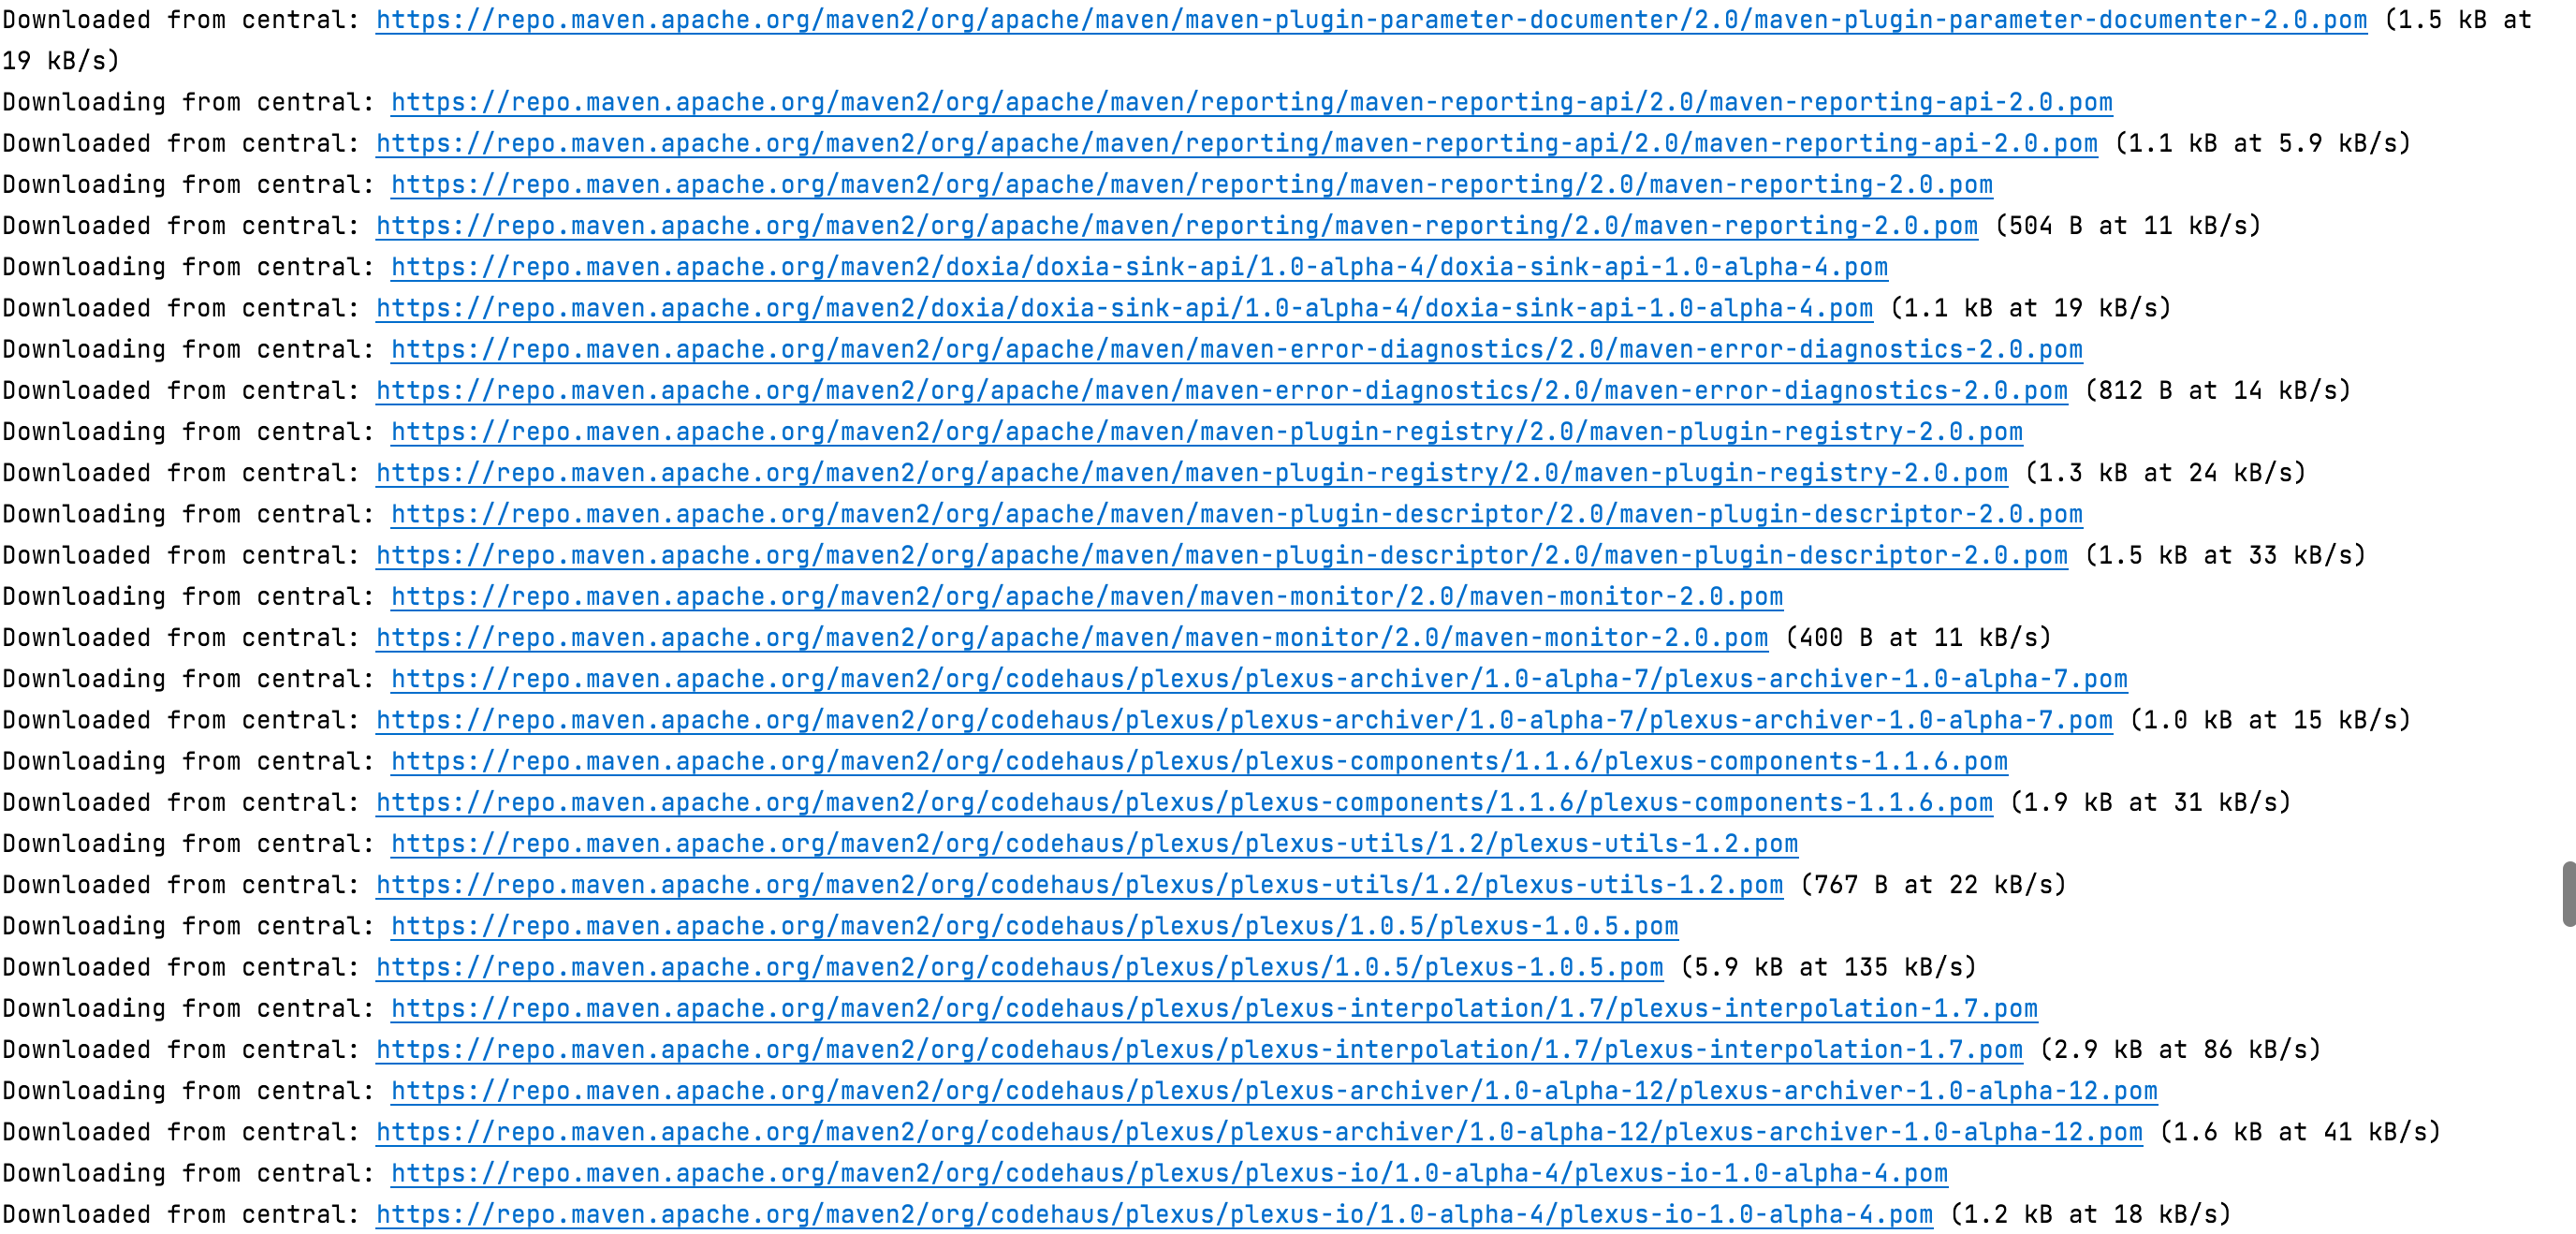 Downloaded from central: https://repo.maven.apache.org/maven2/org/apache/maven/maven-plugin-parameter-documenter/2.0/maven-plugin-parameter-documenter-2.0.pom (1.5 kB at
19 kB/s)
Downloading from central: https://repo.maven.apache.org/maven2/org/apache/maven/reporting/maven-reporting-api/2.0/maven-reporting-api-2.0.pom
Downloaded from central: https://repo.maven.apache.org/maven2/org/apache/maven/reporting/maven-reporting-api/2.0/maven-reporting-api-2.0.pom (1.1 kB at 5.9 kB/s)
Downloading from central: https://repo.maven.apache.org/maven2/org/apache/maven/reporting/maven-reporting/2.0/maven-reporting-2.0.pom
Downloaded from central: https://repo.maven.apache.org/maven2/org/apache/maven/reporting/maven-reporting/2.0/maven-reporting-2.0.pom (504 B at 11 kB/s)
Downloading from central: https://repo.maven.apache.org/maven2/doxia/doxia-sink-api/1.0-alpha-4/doxia-sink-api-1.0-alpha-4.pom
Downloaded from central: https://repo.maven.apache.org/maven2/doxia/doxia-sink-api/1.0-alpha-4/doxia-sink-api-1.0-alpha-4.pom (1.1 kB at 19 kB/s)
Downloading from central: https://repo.maven.apache.org/maven2/org/apache/maven/maven-error-diagnostics/2.0/maven-error-diagnostics-2.0.pom
Downloaded from central: https://repo.maven.apache.org/maven2/org/apache/maven/maven-error-diagnostics/2.0/maven-error-diagnostics-2.0.pom (812 B at 14 kB/s)
Downloading from central: https://repo.maven.apache.org/maven2/org/apache/maven/maven-plugin-registry/2.0/maven-plugin-registry-2.0.pom
Downloaded from central: https://repo.maven.apache.org/maven2/org/apache/maven/maven-plugin-registry/2.0/maven-plugin-registry-2.0.pom (1.3 kB at 24 kB/s)
Downloading from central: https://repo.maven.apache.org/maven2/org/apache/maven/maven-plugin-descriptor/2.0/maven-plugin-descriptor-2.0.pom
Downloaded from central: https://repo.maven.apache.org/maven2/org/apache/maven/maven-plugin-descriptor/2.0/maven-plugin-descriptor-2.0.pom (1.5 kB at 33 kB/s)
Downloading from central: https://repo.maven.apache.org/maven2/org/apache/maven/maven-monitor/2.0/maven-monitor-2.0.pom
Downloaded from central: https://repo.maven.apache.org/maven2/org/apache/maven/maven-monitor/2.0/maven-monitor-2.0.pom (400 B at 11 kB/s)
Downloading from central: https://repo.maven.apache.org/maven2/org/codehaus/plexus/plexus-archiver/1.0-alpha-7/plexus-archiver-1.0-alpha-7.pom
Downloaded from central: https://repo.maven.apache.org/maven2/org/codehaus/plexus/plexus-archiver/1.0-alpha-7/plexus-archiver-1.0-alpha-7.pom (1.0 kB at 15 kB/s)
Downloading from central: https://repo.maven.apache.org/maven2/org/codehaus/plexus/plexus-components/1.1.6/plexus-components-1.1.6.pom
Downloaded from central: https://repo.maven.apache.org/maven2/org/codehaus/plexus/plexus-components/1.1.6/plexus-components-1.1.6.pom (1.9 kB at 31 kB/s)
Downloading from central: https://repo.maven.apache.org/maven2/org/codehaus/plexus/plexus-utils/1.2/plexus-utils-1.2.pom
Downloaded from central: https://repo.maven.apache.org/maven2/org/codehaus/plexus/plexus-utils/1.2/plexus-utils-1.2.pom (767 B at 22 kB/s)
Downloading from central: https://repo.maven.apache.org/maven2/org/codehaus/plexus/plexus/1.0.5/plexus-1.0.5.pom
Downloaded from central: https://repo.maven.apache.org/maven2/org/codehaus/plexus/plexus/1.0.5/plexus-1.0.5.pom (5.9 kB at 135 kB/s)
Downloading from central: https://repo.maven.apache.org/maven2/org/codehaus/plexus/plexus-interpolation/1.7/plexus-interpolation-1.7.pom
Downloaded from central: https://repo.maven.apache.org/maven2/org/codehaus/plexus/plexus-interpolation/1.7/plexus-interpolation-1.7.pom (2.9 kB at 86 kB/s)
Downloading from central: https://repo.maven.apache.org/maven2/org/codehaus/plexus/plexus-archiver/1.0-alpha-12/plexus-archiver-1.0-alpha-12.pom
Downloaded from central: https://repo.maven.apache.org/maven2/org/codehaus/plexus/plexus-archiver/1.0-alpha-12/plexus-archiver-1.0-alpha-12.pom (1.6 kB at 41 kB/s)
Downloading from central: https://repo.maven.apache.org/maven2/org/codehaus/plexus/plexus-io/1.0-alpha-4/plexus-io-1.0-alpha-4.pom
Downloaded from central: https://repo.maven.apache.org/maven2/org/codehaus/plexus/plexus-io/1.0-alpha-4/plexus-io-1.0-alpha-4.pom (1.2 kB at 18 kB/s)